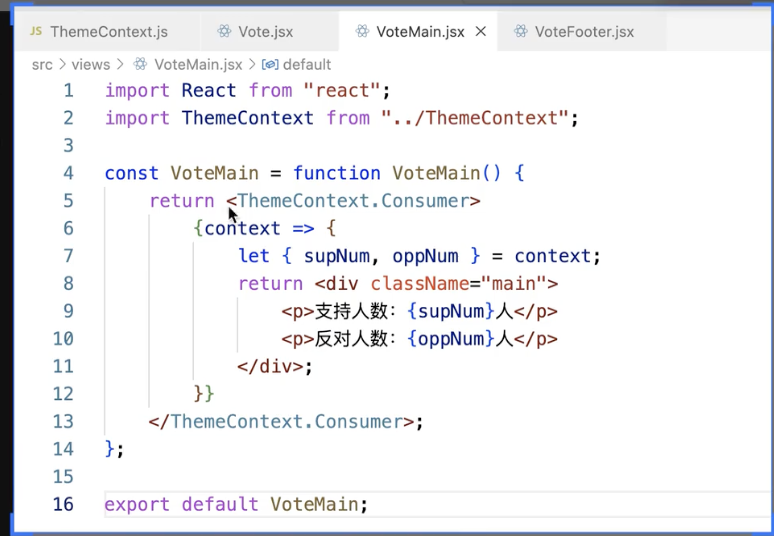 JS ThemeContext.js Vote.jsx VoteMain.jsx × VoteFooter.jsx
src > views > VoteMain.jsx > default
1 import React from "react";
2 import ThemeContext from "../ThemeContext";
3
4 const VoteMain = function VoteMain() {
5     return <ThemeContext.Consumer>
6         {context => {
7             let { supNum, oppNum } = context;
8             return <div className="main">
9                 <p>支持人数：{supNum}人</p>
10                 <p>反对人数：{oppNum}人</p>
11             </div>;
12         }}
13     </ThemeContext.Consumer>;
14 };
15
16 export default VoteMain;